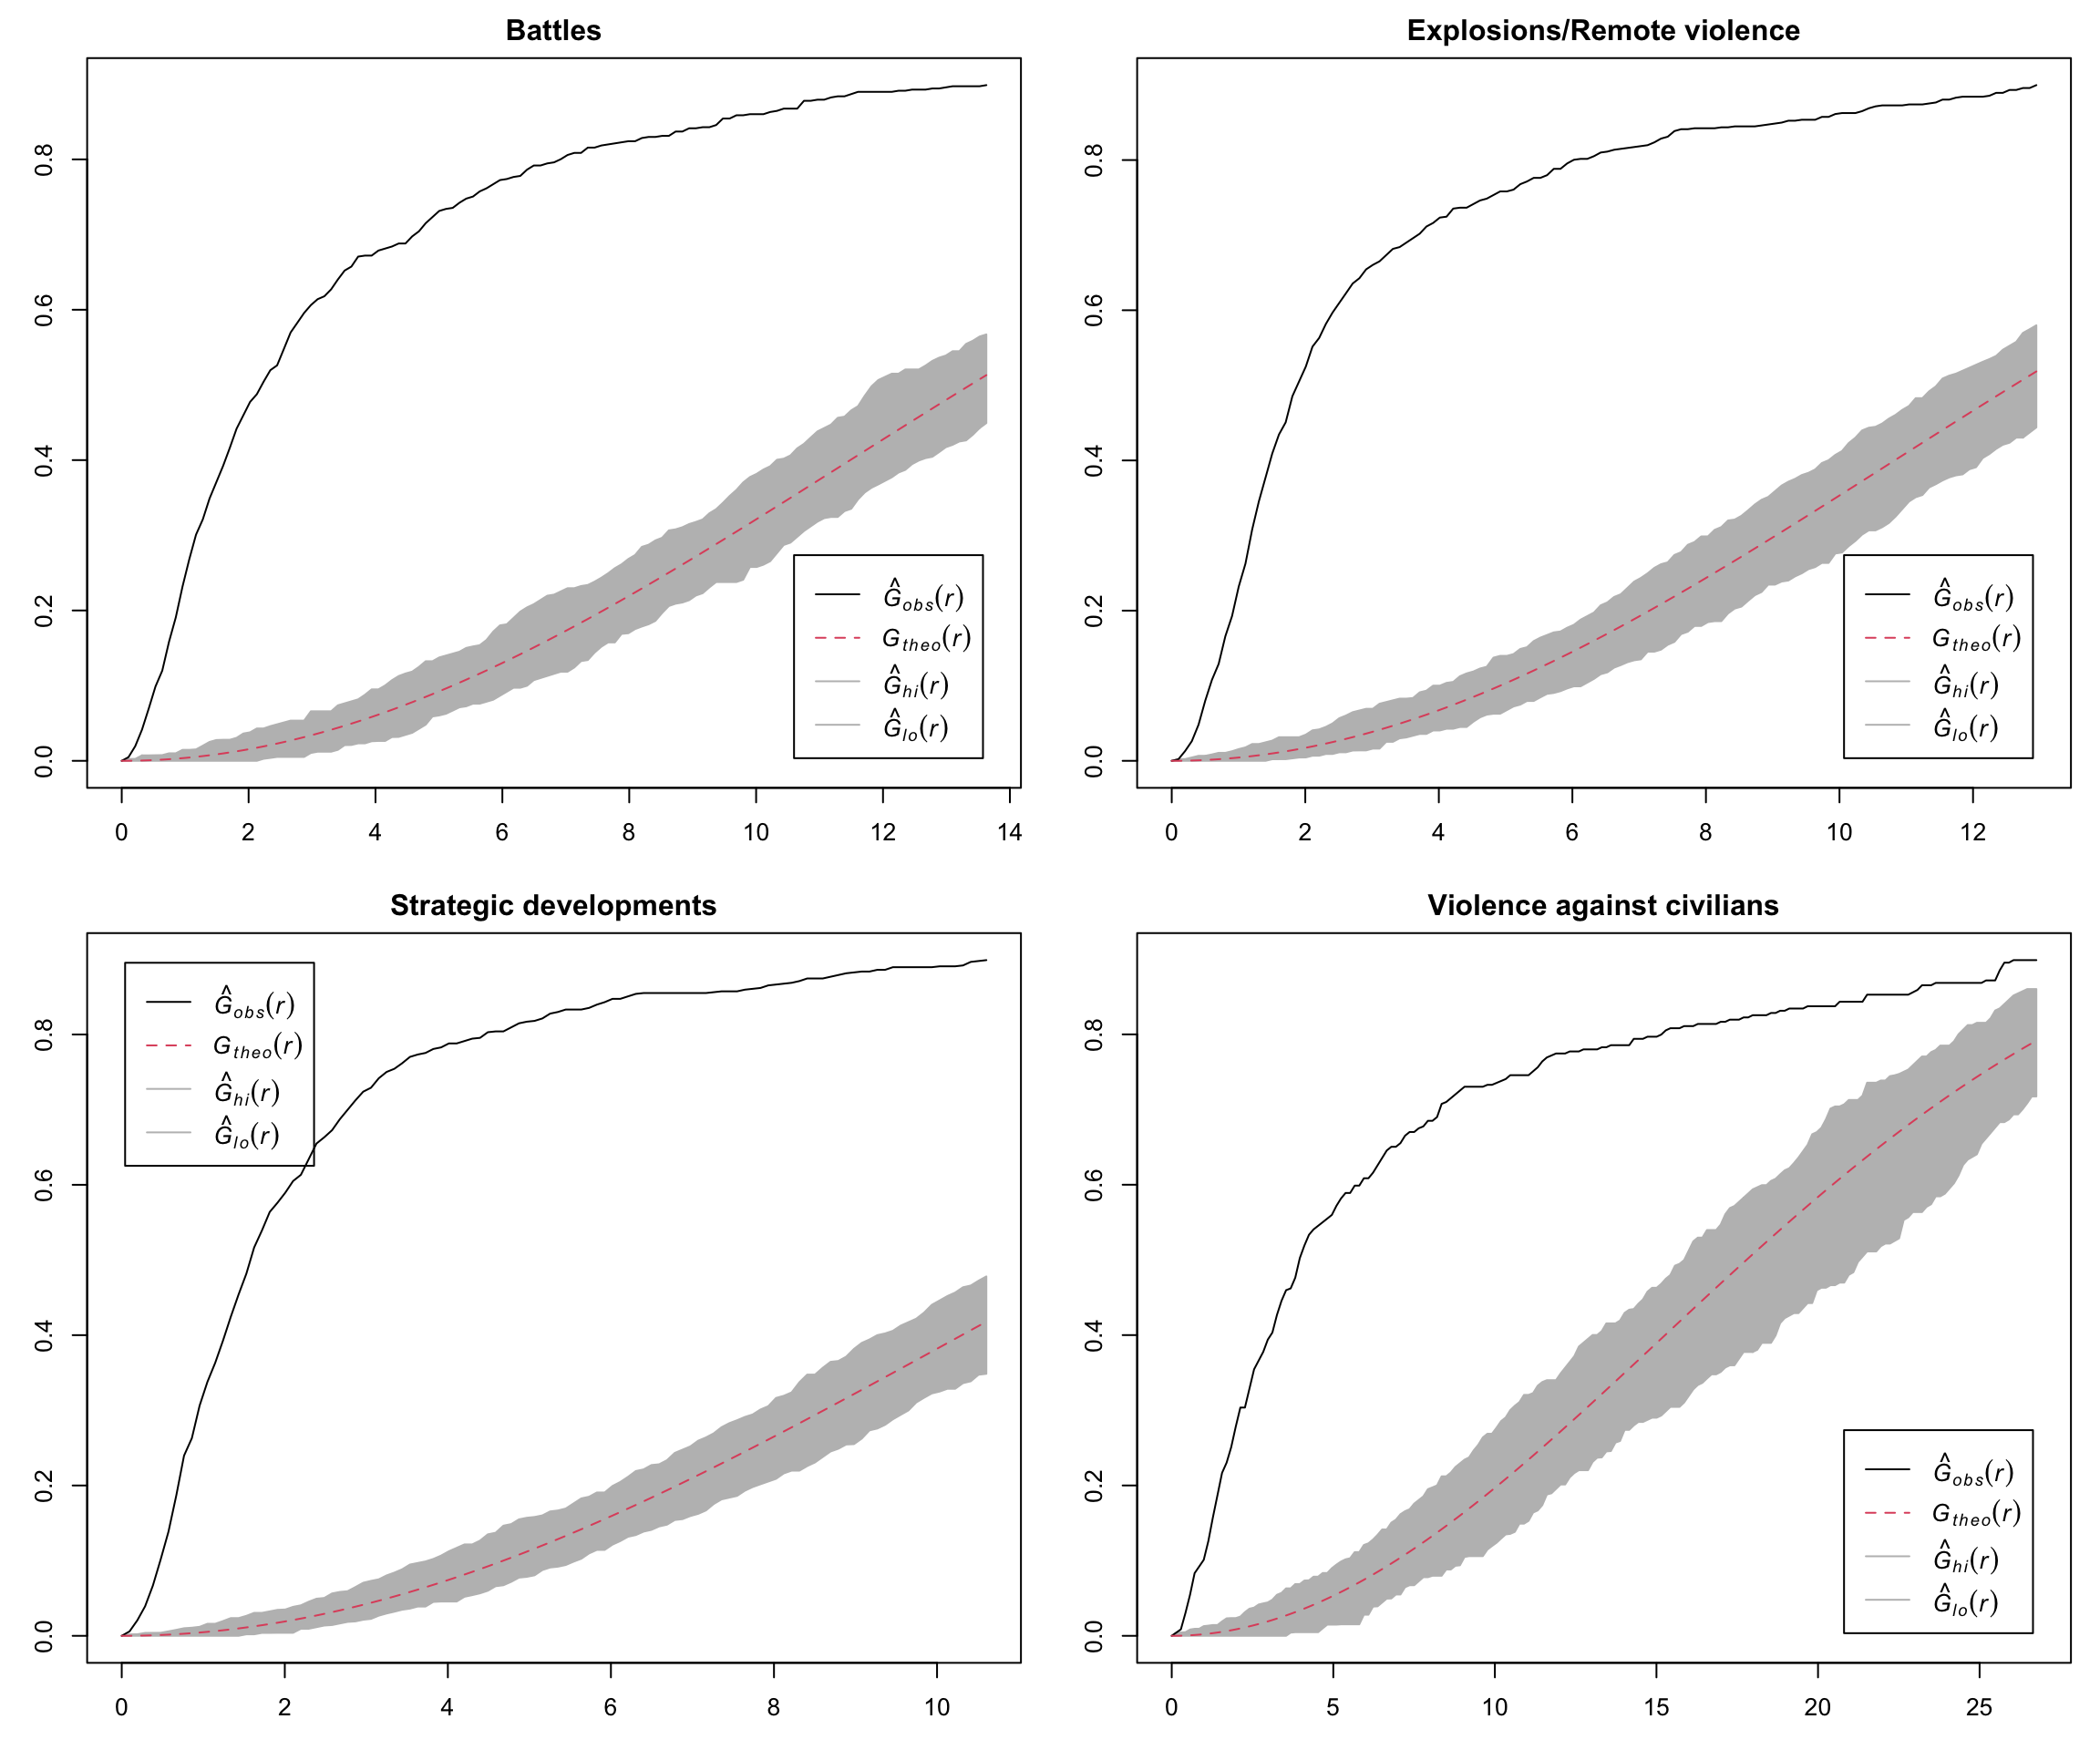 Battles
0.8
0.6
0.4
0.2
0.0
Ĝobs(r)
Gtheo(r)
Ĝhi(r)
Ĝlo(r)
0 2 4 6 8 10 12 14
Explosions/Remote violence
0.8
0.6
0.4
0.2
0.0
Ĝobs(r)
Gtheo(r)
Ĝhi(r)
Ĝlo(r)
0 2 4 6 8 10 12
Strategic developments
Ĝobs(r)
Gtheo(r)
Ĝhi(r)
Ĝlo(r)
0.8
0.6
0.4
0.2
0.0
0 2 4 6 8 10
Violence against civilians
0.8
0.6
0.4
0.2
0.0
Ĝobs(r)
Gtheo(r)
Ĝhi(r)
Ĝlo(r)
0 5 10 15 20 25